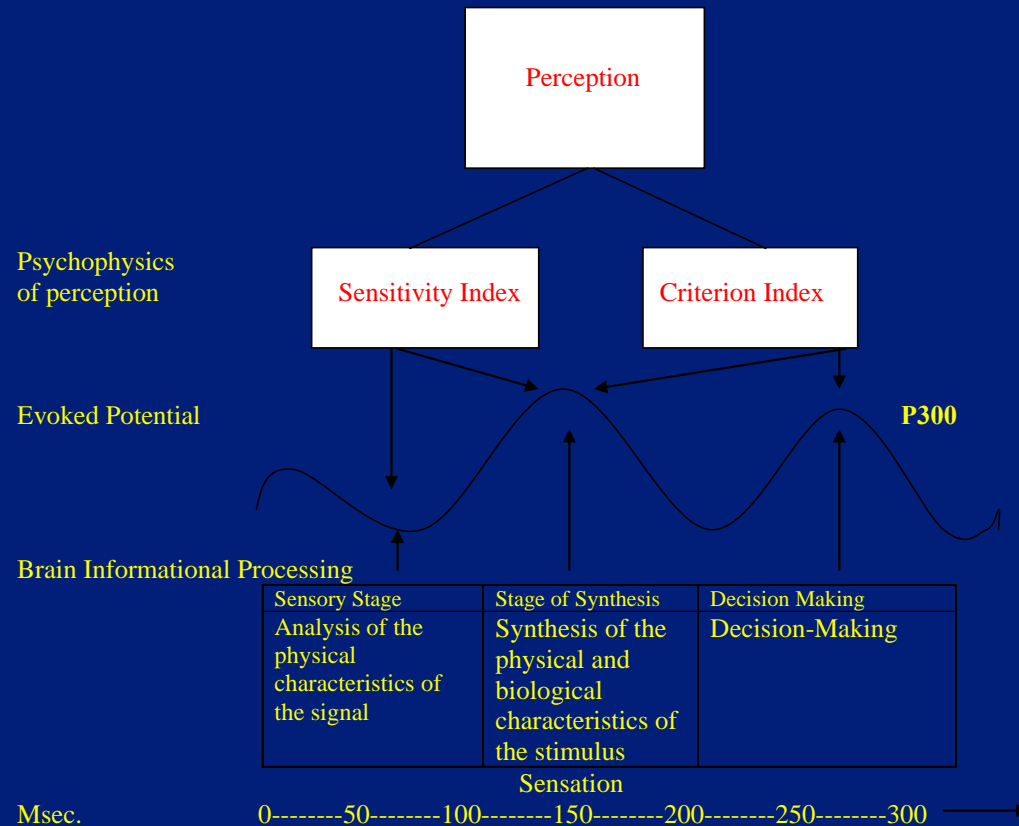 Perception
Psychophysics
of perception
Sensitivity Index
Criterion Index
Evoked Potential
P300
Brain Informational Processing
Sensory Stage
Stage of Synthesis
Decision Making
Analysis of the
physical
characteristics of
the signal
Synthesis of the
physical and
biological
characteristics of
the stimulus
Decision-Making
Sensation
Msec.
0--------50--------100--------150--------200--------250--------300